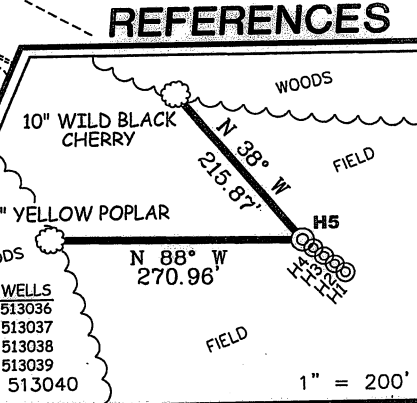 REFERENCES
WOODS
10" WILD BLACK
CHERRY
N 38° W
215.87'
FIELD
" YELLOW POPLAR
H5
H4
H3
H2
H1
N 88° W
270.96'
WELLS
513036
513037
513038
513039
513040
FIELD
1" = 200'